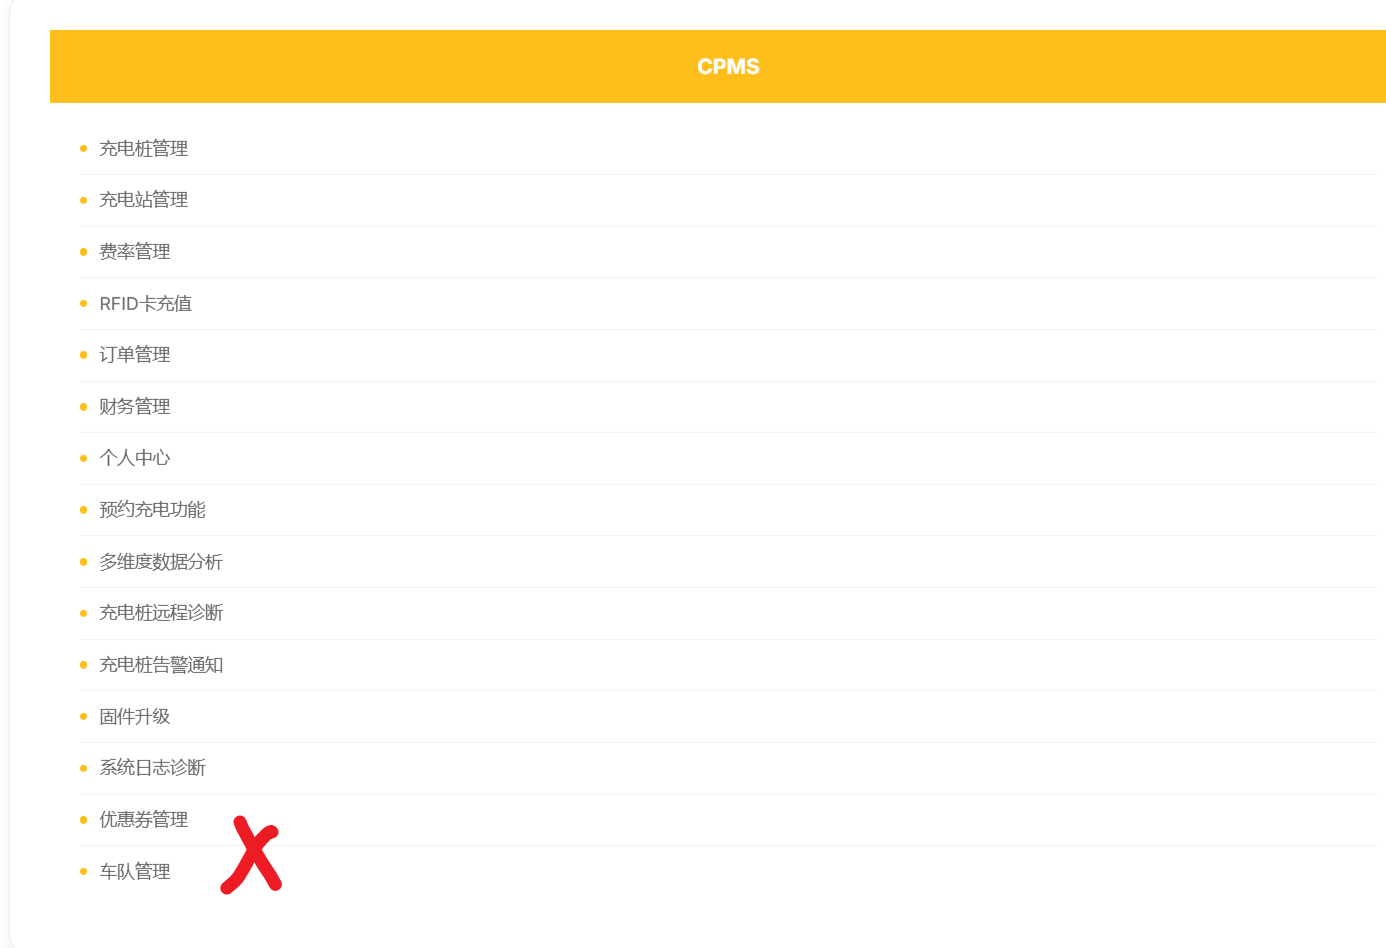 CPMS
充电桩管理
充电站管理
费率管理
RFID卡充值
订单管理
财务管理
个人中心
预约充电功能
多维度数据分析
充电桩远程诊断
充电桩告警通知
固件升级
系统日志诊断
优惠券管理
车队管理